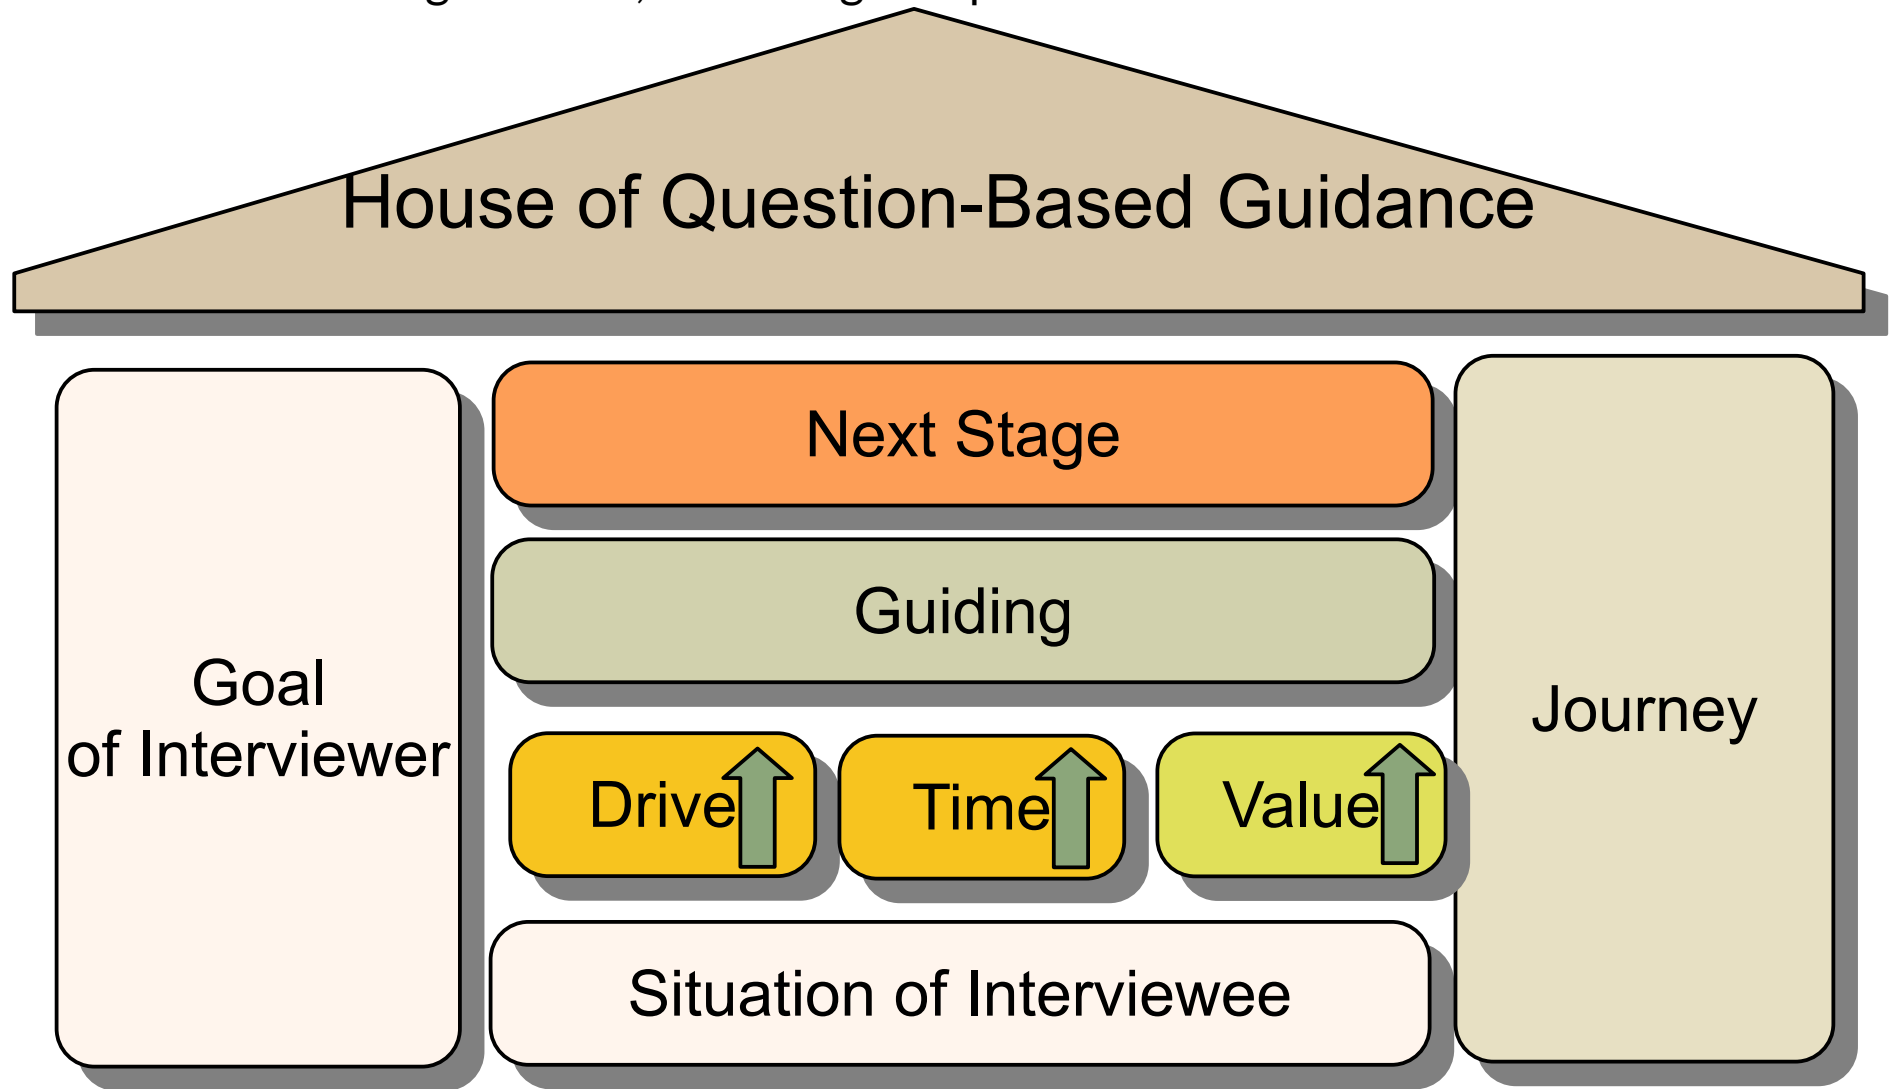 House of Question-Based Guidance
Next Stage
Guiding
Goal
of Interviewer
Journey
Drive
Time
Value
Situation of Interviewee